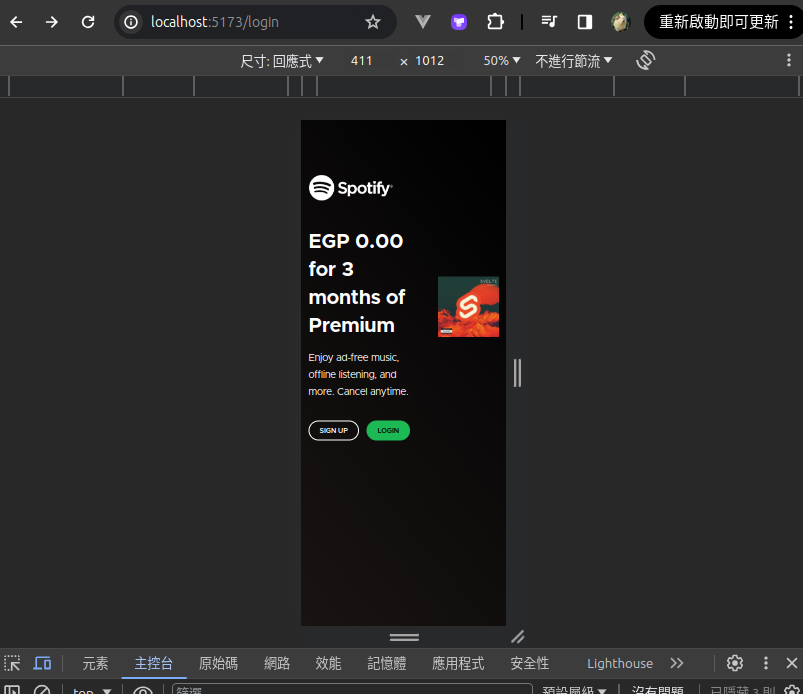 localhost:5173/login
重新啟動即可更新
尺寸: 回應式 411 × 1012 50% 不進行節流
Spotify
EGP 0.00
for 3
months of
Premium
SVELTE
Enjoy ad-free music,
offline listening, and
more. Cancel anytime.
SIGN UP LOGIN
元素 主控台 原始碼 網路 效能 記憶體 應用程式 安全性 Lighthouse
top 篩選 預設層級 沒有問題 已隱藏 3 則